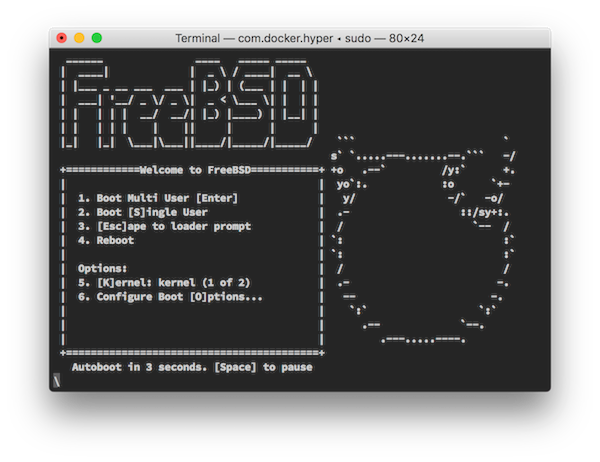 Terminal — com.docker.hyper • sudo — 80×24
FreeBSD
Welcome to FreeBSD
1. Boot Multi User [Enter]
2. Boot [S]ingle User
3. [Esc]ape to loader prompt
4. Reboot
Options:
5. [K]ernel: kernel (1 of 2)
6. Configure Boot [O]ptions...
Autoboot in 3 seconds. [Space] to pause
\